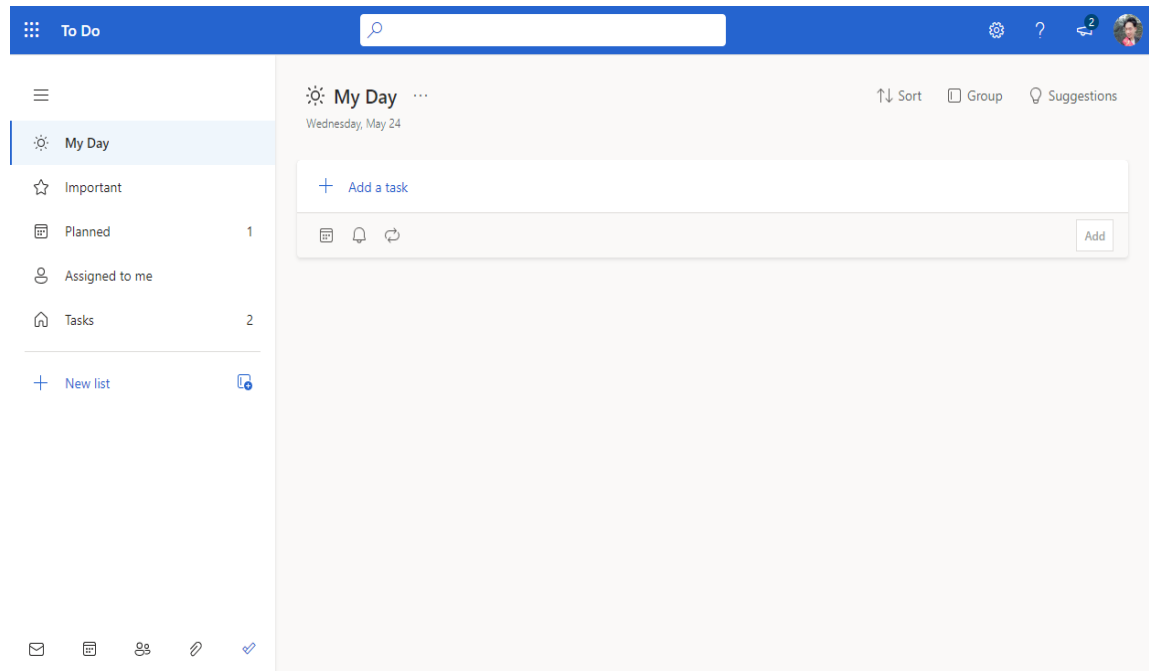 To Do
2
My Day
Important
Planned 1
Assigned to me
Tasks 2
New list
My Day ...
Wednesday, May 24
Sort Group Suggestions
Add a task
Add